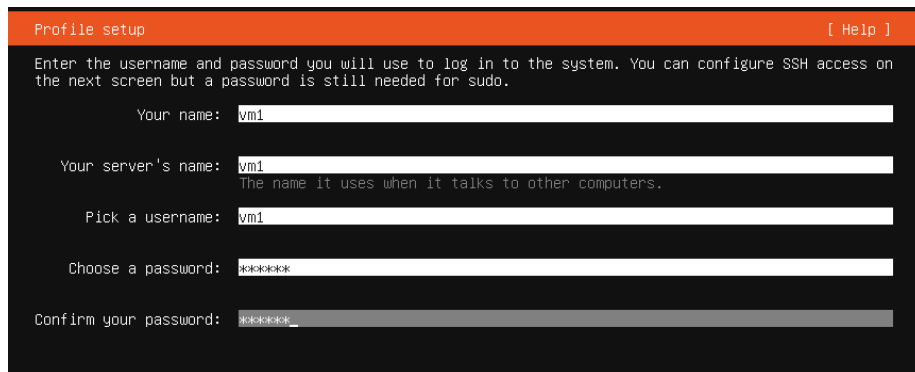 Profile setup [ Help ]
Enter the username and password you will use to log in to the system. You can configure SSH access on
the next screen but a password is still needed for sudo.
Your name: vm1
Your server's name: vm1
The name it uses when it talks to other computers.
Pick a username: vm1
Choose a password: ******
Confirm your password: ******_